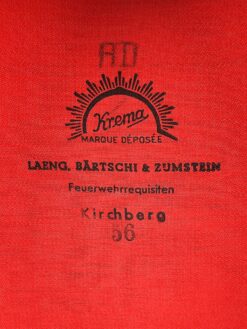 AD
Krema
MARQUE DÉPOSÉE
LAENG, BÄRTSCHI & ZUMSTEIN
Feuerwehrrequisiten
Kirchberg
56